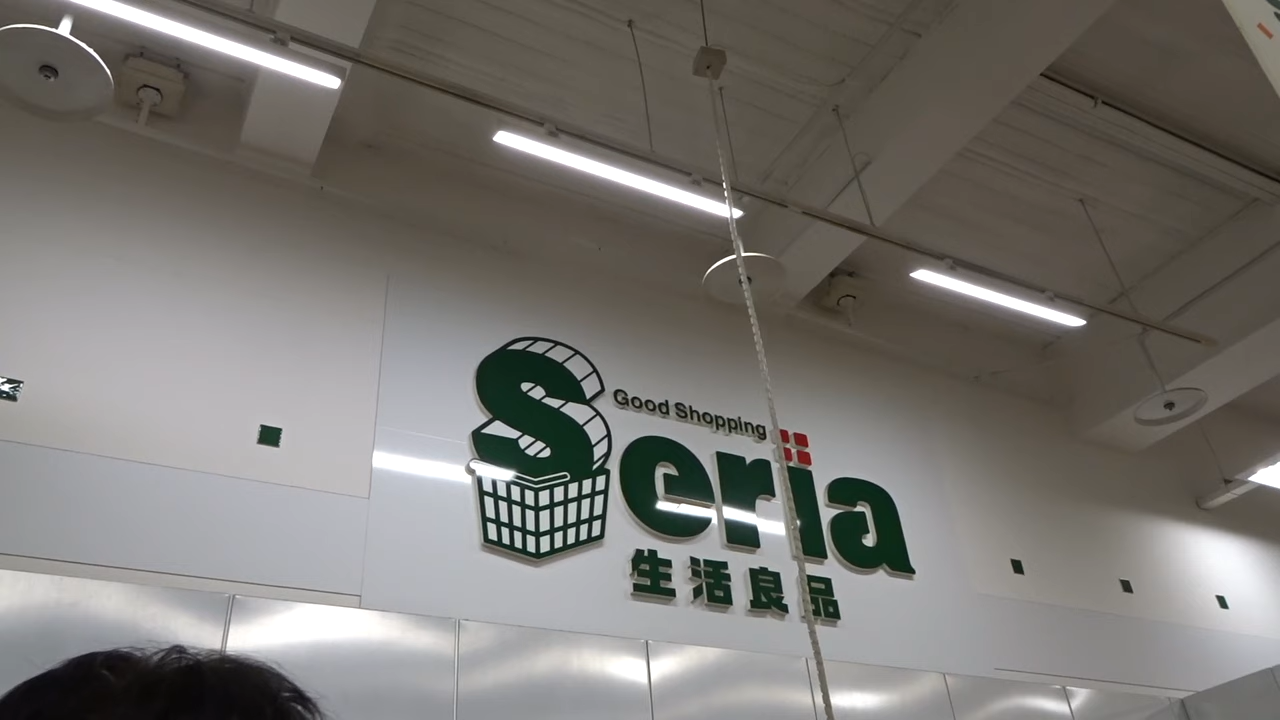 Good Shopping
Seria
生活良品